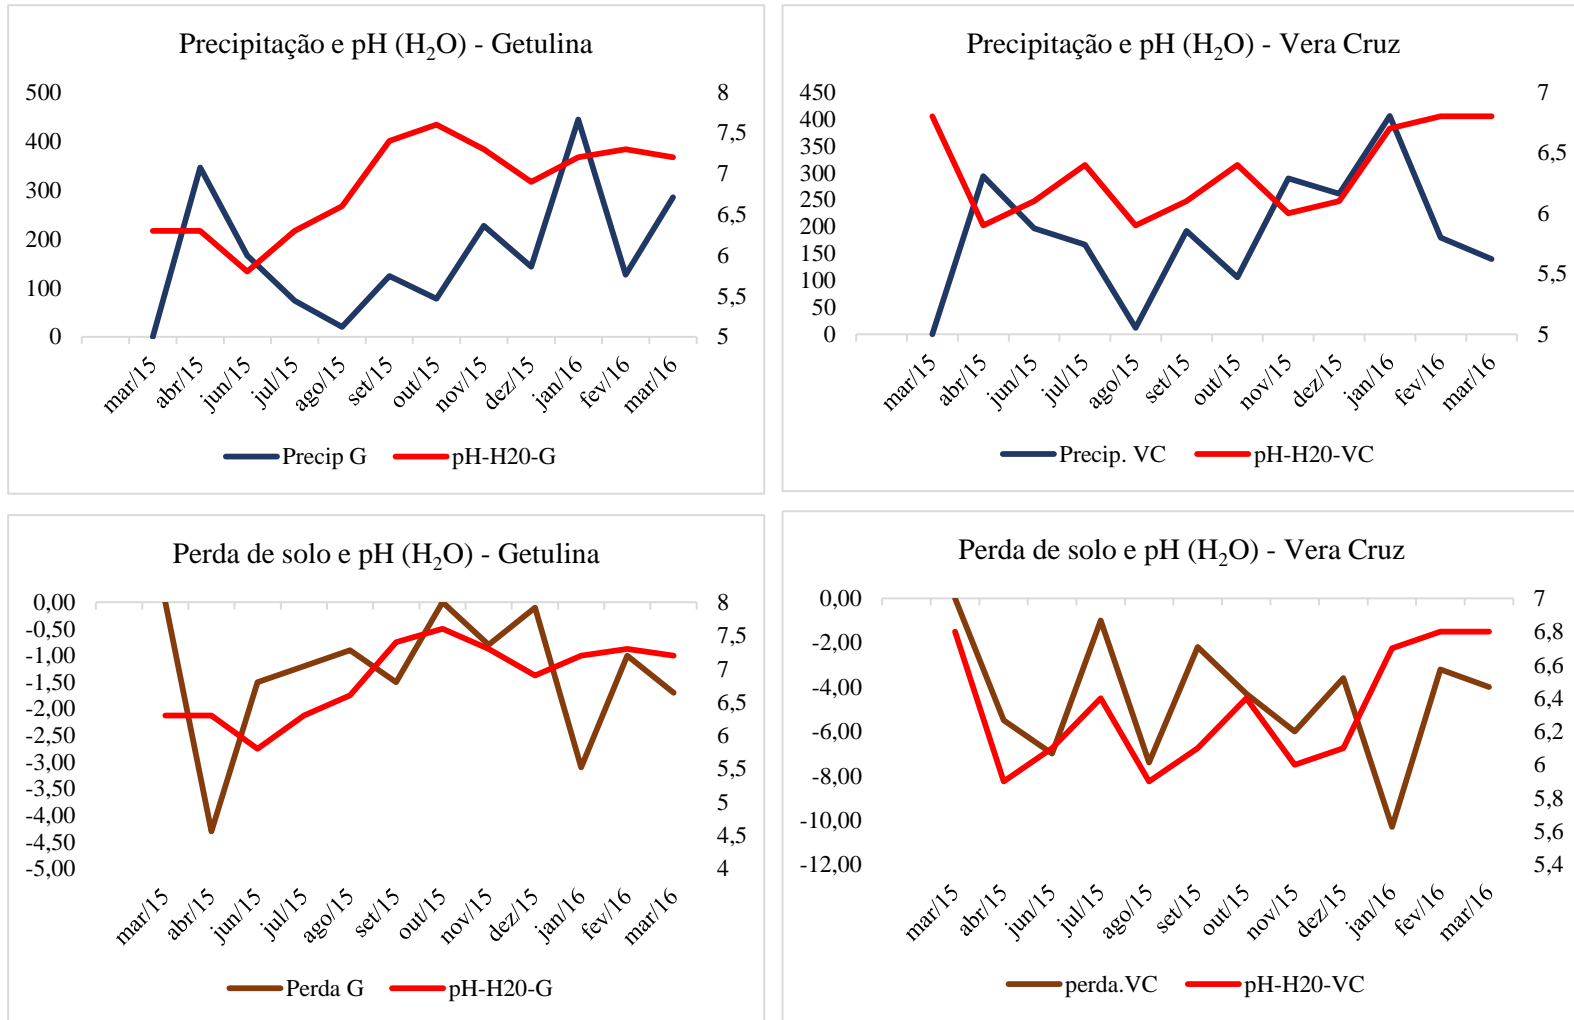 Precipitação e pH (H₂O) - Getulina
500
400
300
200
100
0
8
7,5
7
6,5
6
5,5
5
mar/15
abr/15
jun/15
jul/15
ago/15
set/15
out/15
nov/15
dez/15
jan/16
fev/16
mar/16
Precip G
pH-H20-G
Precipitação e pH (H₂O) - Vera Cruz
450
400
350
300
250
200
150
100
50
0
7
6,5
6
5,5
5
mar/15
abr/15
jun/15
jul/15
ago/15
set/15
out/15
nov/15
dez/15
jan/16
fev/16
mar/16
Precip. VC
pH-H20-VC
Perda de solo e pH (H₂O) - Getulina
0,00
-0,50
-1,00
-1,50
-2,00
-2,50
-3,00
-3,50
-4,00
-4,50
-5,00
8
7,5
7
6,5
6
5,5
5
4,5
4
mar/15
abr/15
jun/15
jul/15
ago/15
set/15
out/15
nov/15
dez/15
jan/16
fev/16
mar/16
Perda G
pH-H20-G
Perda de solo e pH (H₂O) - Vera Cruz
0,00
-2,00
-4,00
-6,00
-8,00
-10,00
-12,00
7
6,8
6,6
6,4
6,2
6
5,8
5,6
5,4
mar/15
abr/15
jun/15
jul/15
ago/15
set/15
out/15
nov/15
dez/15
jan/16
fev/16
mar/16
perda.VC
pH-H20-VC